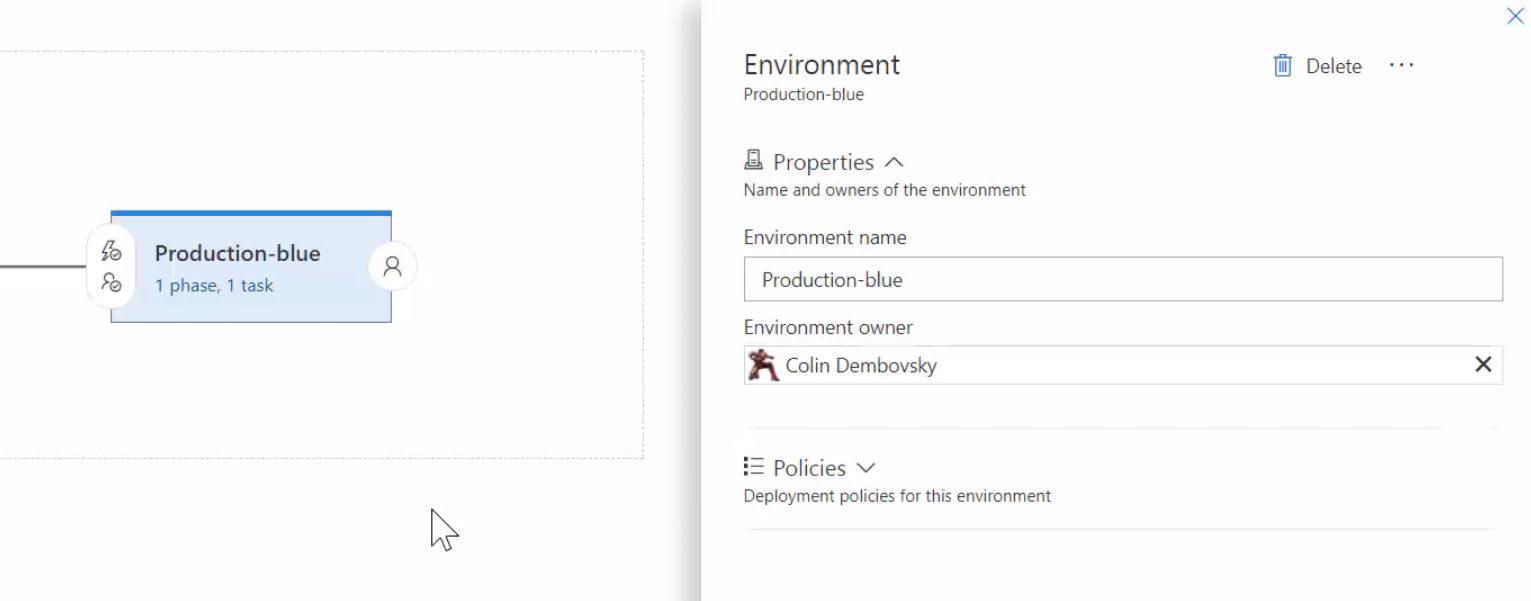 Production-blue
1 phase, 1 task
Environment
Delete
Production-blue
Properties
Name and owners of the environment
Environment name
Production-blue
Environment owner
Colin Dembovsky
Policies
Deployment policies for this environment